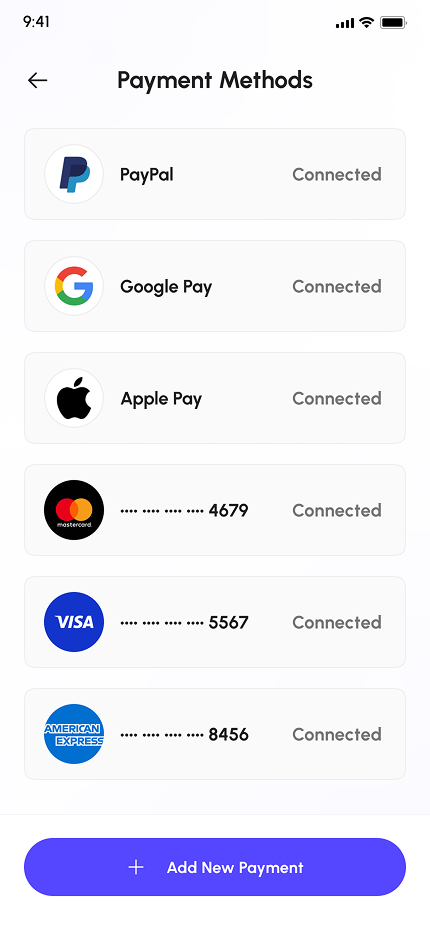 9:41
Payment Methods
PayPal Connected
Google Pay Connected
Apple Pay Connected
mastercard. •••• •••• •••• •••• 4679 Connected
VISA •••• •••• •••• •••• 5567 Connected
AMERICAN
EXPRESS •••• •••• •••• •••• 8456 Connected
Add New Payment